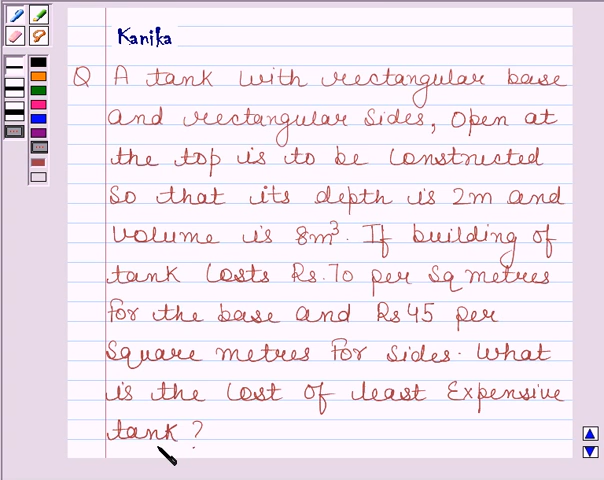 Kanika
Q A tank with rectangular base
and rectangular sides, open at
the top is to be constructed
so that its depth is 2m and
volume is 8m³. If building of
tank costs Rs.70 per sq metres
for the base and Rs 45 per
square metres for sides. What
is the cost of least expensive
tank?